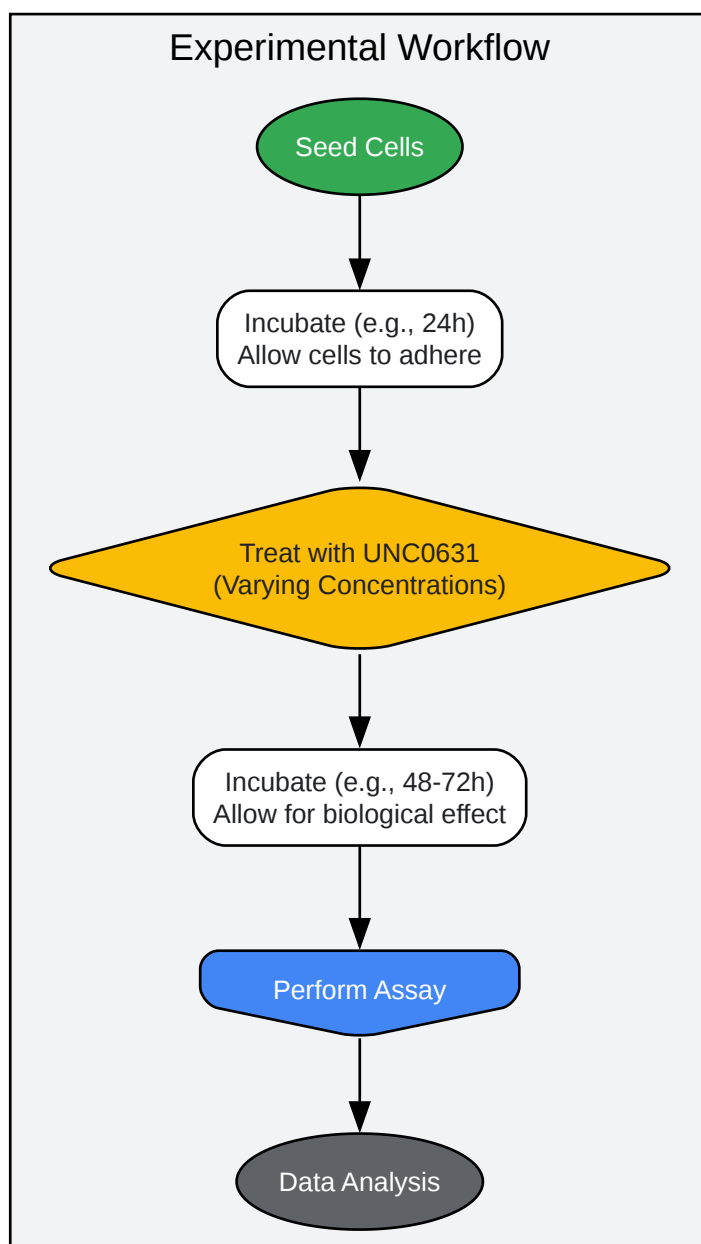 Experimental Workflow
Seed Cells
Incubate (e.g., 24h)
Allow cells to adhere
Treat with UNC0631
(Varying Concentrations)
Incubate (e.g., 48-72h)
Allow for biological effect
Perform Assay
Data Analysis